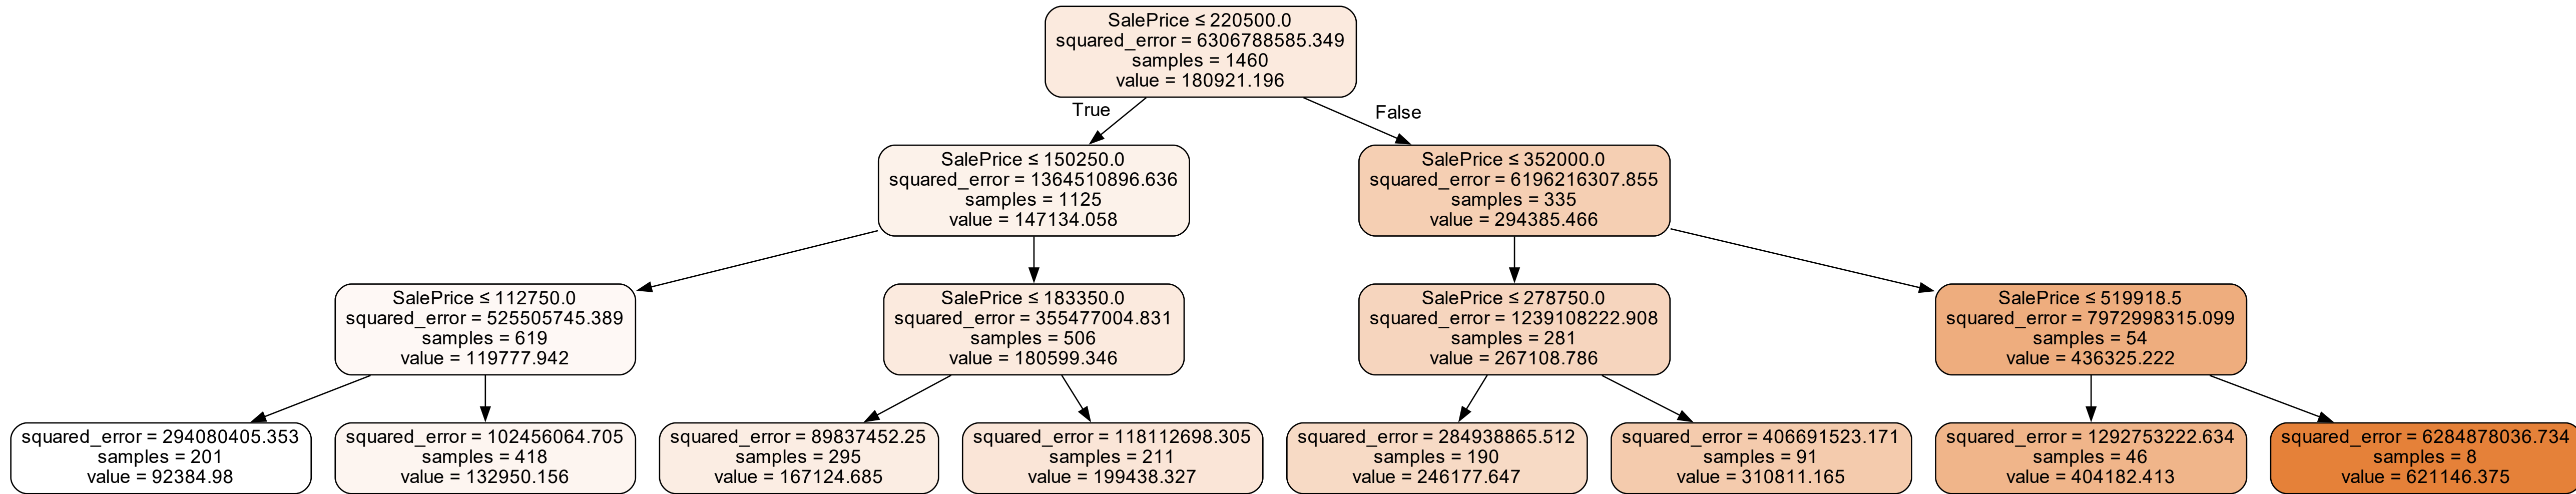 SalePrice ≤ 220500.0
squared_error = 6306788585.349
samples = 1460
value = 180921.196
True
False
SalePrice ≤ 150250.0
squared_error = 1364510896.636
samples = 1125
value = 147134.058
SalePrice ≤ 352000.0
squared_error = 6196216307.855
samples = 335
value = 294385.466
SalePrice ≤ 112750.0
squared_error = 525505745.389
samples = 619
value = 119777.942
SalePrice ≤ 183350.0
squared_error = 355477004.831
samples = 506
value = 180599.346
SalePrice ≤ 278750.0
squared_error = 1239108222.908
samples = 281
value = 267108.786
SalePrice ≤ 519918.5
squared_error = 7972998315.099
samples = 54
value = 436325.222
squared_error = 294080405.353
samples = 201
value = 92384.98
squared_error = 102456064.705
samples = 418
value = 132950.156
squared_error = 89837452.25
samples = 295
value = 167124.685
squared_error = 118112698.305
samples = 211
value = 199438.327
squared_error = 284938865.512
samples = 190
value = 246177.647
squared_error = 406691523.171
samples = 91
value = 310811.165
squared_error = 1292753222.634
samples = 46
value = 404182.413
squared_error = 6284878036.734
samples = 8
value = 621146.375